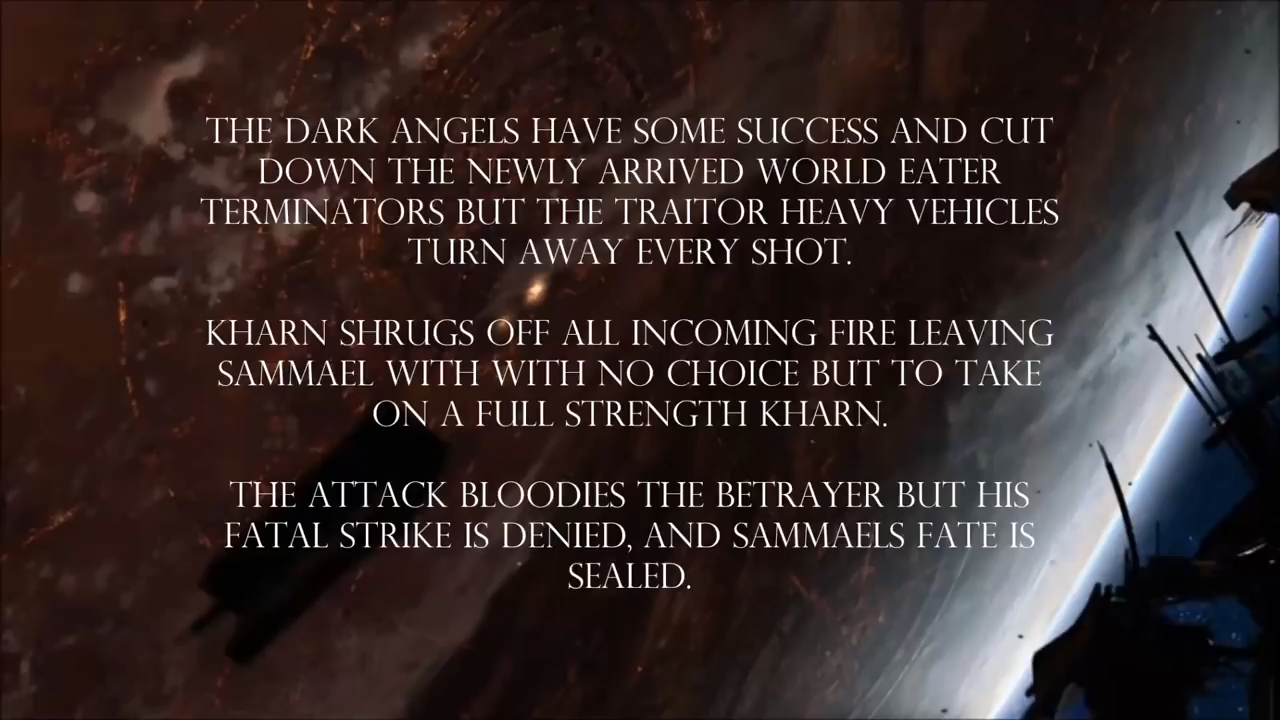 THE DARK ANGELS HAVE SOME SUCCESS AND CUT
DOWN THE NEWLY ARRIVED WORLD EATER
TERMINATORS BUT THE TRAITOR HEAVY VEHICLES
TURN AWAY EVERY SHOT.
KHARN SHRUGS OFF ALL INCOMING FIRE LEAVING
SAMMAEL WITH WITH NO CHOICE BUT TO TAKE
ON A FULL STRENGTH KHARN.
THE ATTACK BLOODIES THE BETRAYER BUT HIS
FATAL STRIKE IS DENIED, AND SAMMAELS FATE IS
SEALED.